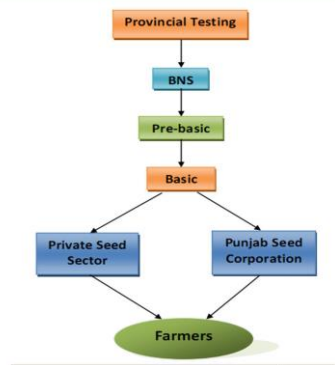 Provincial Testing
BNS
Pre-basic
Basic
Private Seed
Sector
Punjab Seed
Corporation
Farmers